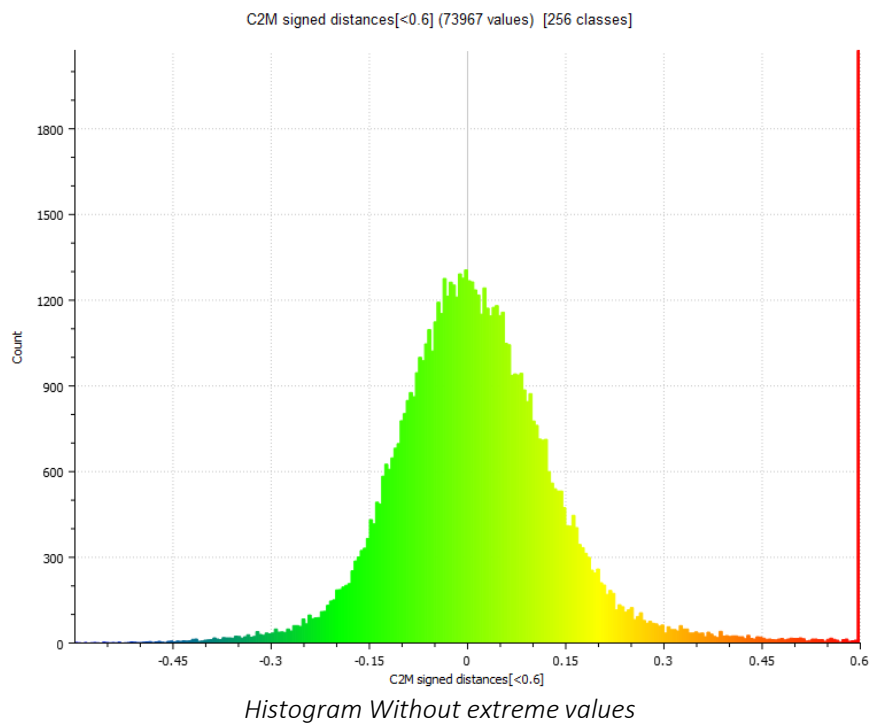 C2M signed distances[<0.6] (73967 values) [256 classes]
1800
1500
1200
900
600
300
0
Count
-0.45 -0.3 -0.15 0 0.15 0.3 0.45 0.6
C2M signed distances[<0.6]
Histogram Without extreme values